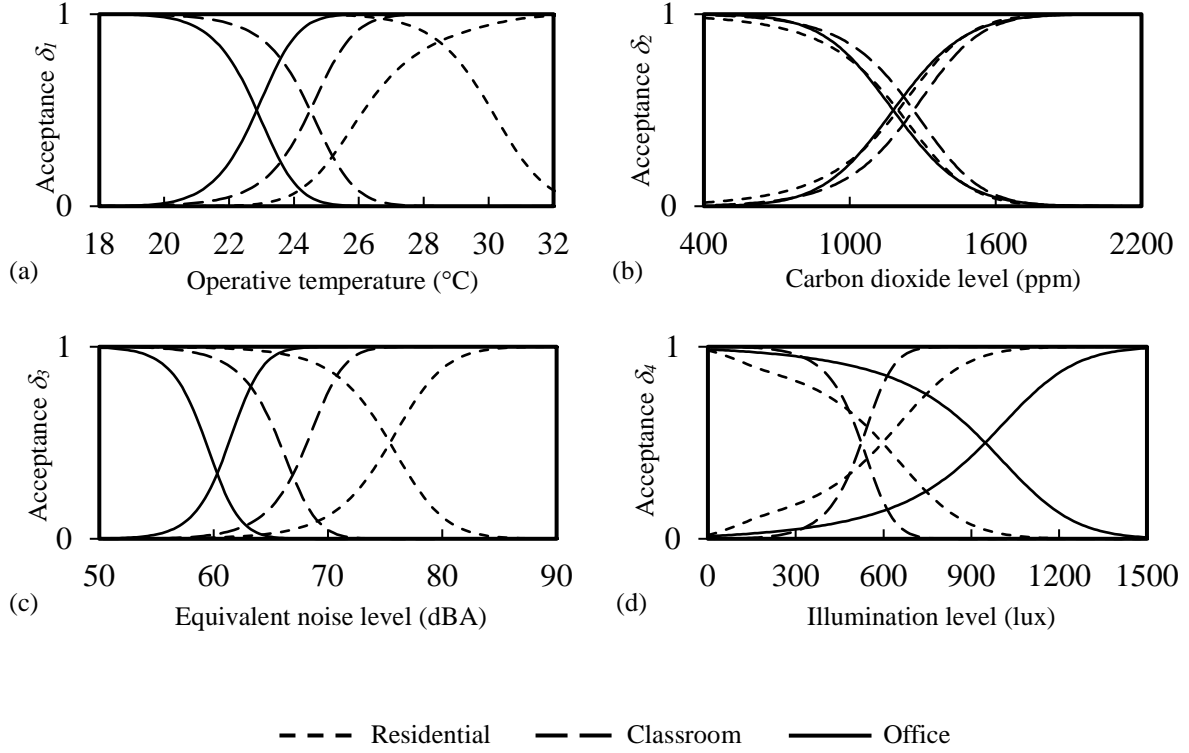 1
Acceptance δ1
0
18 20 22 24 26 28 30 32
(a)
Operative temperature (°C)
1
Acceptance δ2
0
400 1000 1600 2200
(b)
Carbon dioxide level (ppm)
1
Acceptance δ3
0
50 60 70 80 90
(c)
Equivalent noise level (dBA)
1
Acceptance δ4
0
0 300 600 900 1200 1500
(d)
Illumination level (lux)
Residential Classroom Office